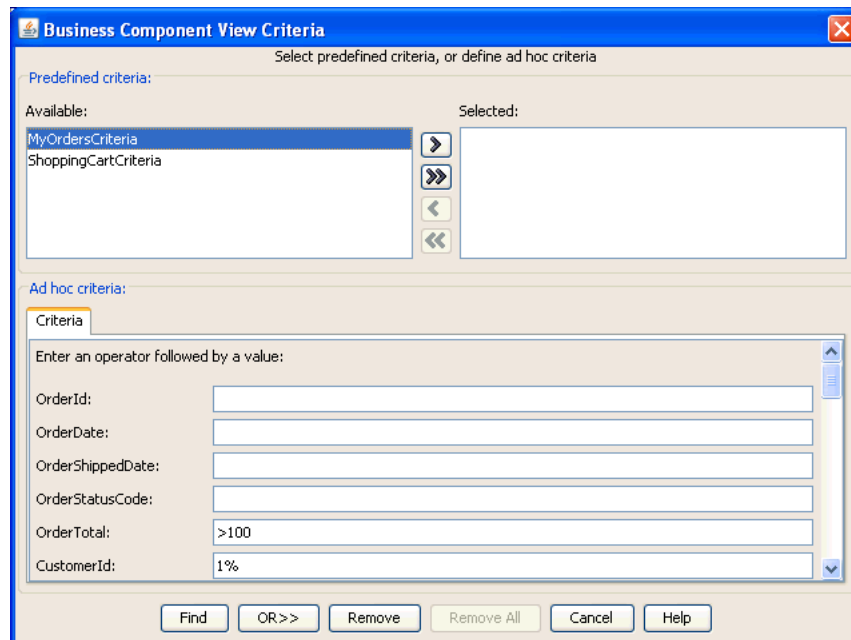 Business Component View Criteria
Select predefined criteria, or define ad hoc criteria
Predefined criteria:
Available:
Selected:
MyOrdersCriteria
ShoppingCartCriteria
Ad hoc criteria:
Criteria
Enter an operator followed by a value:
OrderId:
OrderDate:
OrderShippedDate:
OrderStatusCode:
OrderTotal: >100
CustomerId: 1%
Find OR>> Remove Remove All Cancel Help